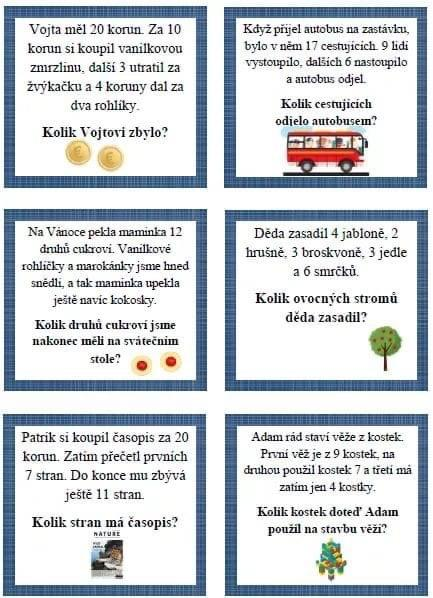 Vojta měl 20 korun. Za 10
korun si koupil vanilkovou
zmrzlinu, další 3 utratil za
žvýkačku a 4 koruny dal za
dva rohlíky.
Kolik Vojtovi zbylo?
Když přijel autobus na zastávku,
bylo v něm 17 cestujících. 9 lidí
vystoupilo, dalších 6 nastoupilo
a autobus odjel.
Kolik cestujících
odjelo autobusem?
Na Vánoce pekla maminka 12
druhů cukroví. Vanilkové
rohlíčky a marokánky jsme hned
snědli, a tak maminka upekla
ještě navíc kokosky.
Kolik druhů cukroví jsme
nakonec měli na svátečním
stole?
Děda zasadil 4 jabloně, 2
hrušně, 3 broskvoně, 3 jedle
a 6 smrčků.
Kolik ovocných stromů
děda zasadil?
Patrik si koupil časopis za 20
korun. Zatím přečetl prvních
7 stran. Do konce mu zbývá
ještě 11 stran.
Kolik stran má časopis?
NATURE
Adam rád staví věže z kostek.
První věž je z 9 kostek, na
druhou použil kostek 7 a třetí má
zatím jen 4 kostky.
Kolik kostek doteď Adam
použil na stavbu věží?